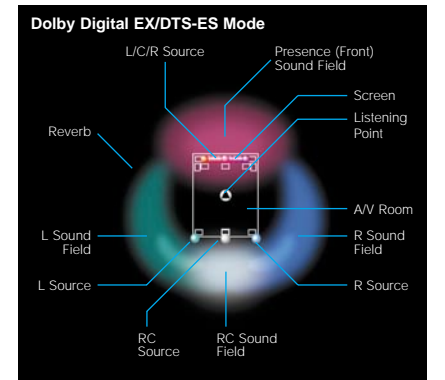 Dolby Digital EX/DTS-ES Mode
L/C/R Source
Presence (Front)
Sound Field
Screen
Listening
Point
Reverb
A/V Room
L Sound
Field
R Sound
Field
L Source
R Source
RC
Source
RC Sound
Field